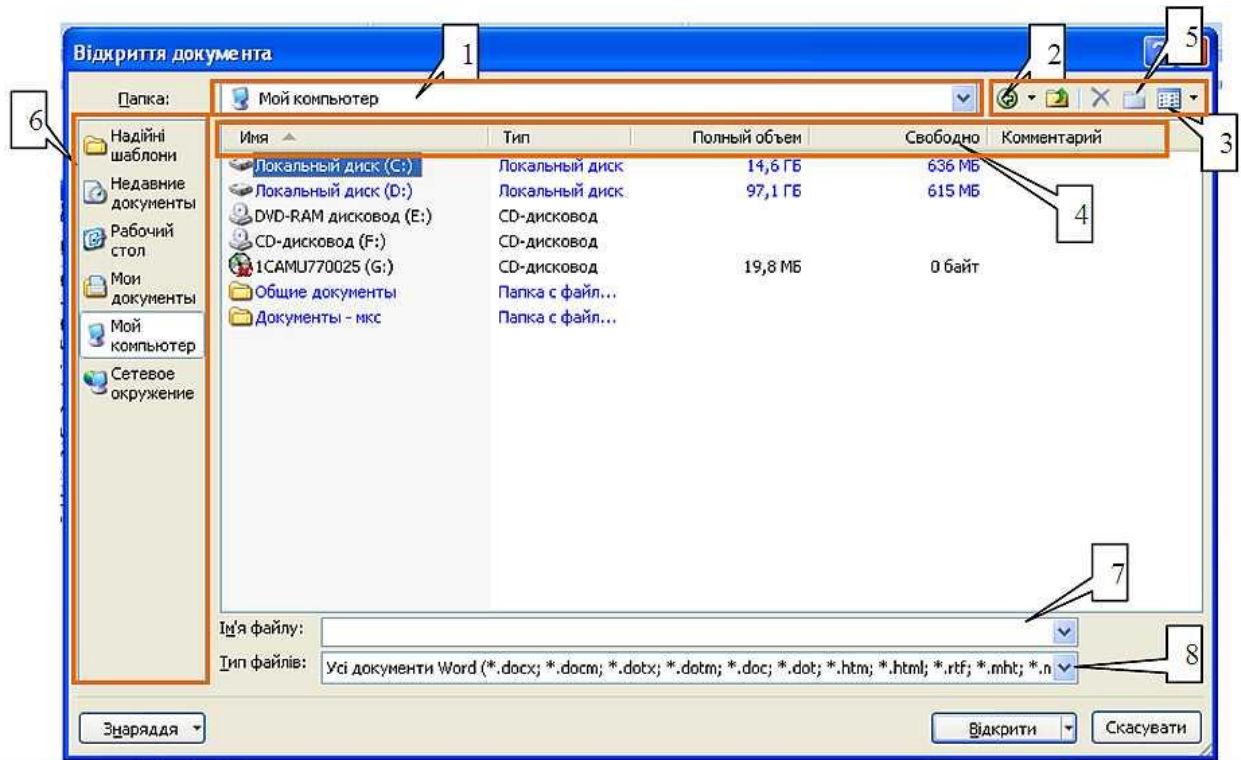 Відкриття документа
1
2
5
Папка:
Мой компьютер
6
3
Надійні
шаблони
Недавние
документы
Рабочий
стол
Мои
документы
Мой
компьютер
Сетевое
окружение
Имя Тип Полный объем Свободно Комментарий
Локальный диск (C:) Локальный диск 14,6 ГБ 636 МБ
Локальный диск (D:) Локальный диск 97,1 ГБ 615 МБ
4
DVD-RAM дисковод (E:) CD-дисковод
CD-дисковод (F:) CD-дисковод
1CAMU770025 (G:) CD-дисковод 19,8 МБ 0 байт
Общие документы Папка с файл...
Документы - мкс Папка с файл...
7
Ім'я файлу:
8
Тип файлів: Усі документи Word (*.docx; *.docm; *.dotx; *.dotm; *.doc; *.dot; *.htm; *.html; *.rtf; *.mht; *.n
Знаряддя Відкрити Скасувати